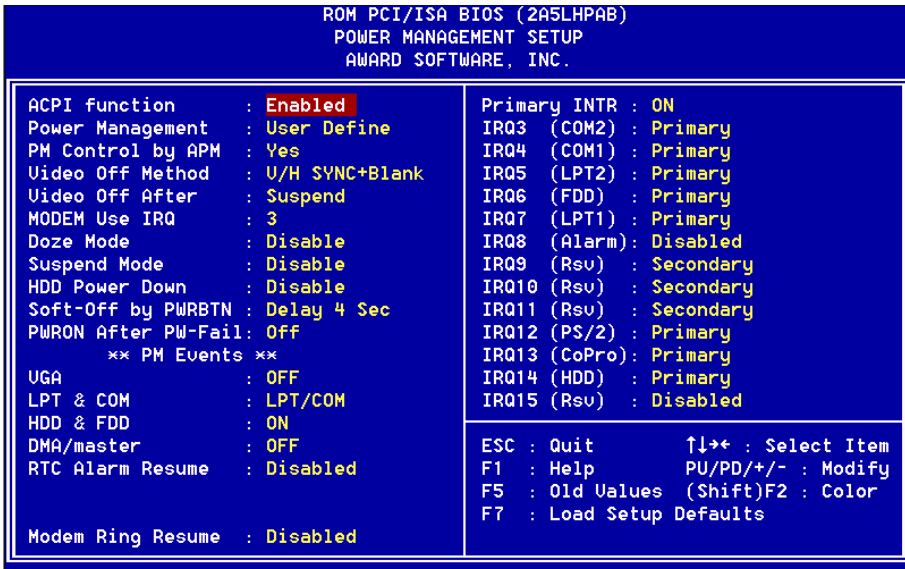 ROM PCI/ISA BIOS (2A5LHPAB)
POWER MANAGEMENT SETUP
AWARD SOFTWARE, INC.
ACPI function : Enabled
Power Management : User Define
PM Control by APM : Yes
Video Off Method : V/H SYNC+Blank
Video Off After : Suspend
MODEM Use IRQ : 3
Doze Mode : Disable
Suspend Mode : Disable
HDD Power Down : Disable
Soft-Off by PWRBTN : Delay 4 Sec
PWRON After PW-Fail: Off
** PM Events **
VGA : OFF
LPT & COM : LPT/COM
HDD & FDD : ON
DMA/master : OFF
RTC Alarm Resume : Disabled
Modem Ring Resume : Disabled
Primary INTR : ON
IRQ3 (COM2) : Primary
IRQ4 (COM1) : Primary
IRQ5 (LPT2) : Primary
IRQ6 (FDD) : Primary
IRQ7 (LPT1) : Primary
IRQ8 (Alarm): Disabled
IRQ9 (Rsv) : Secondary
IRQ10 (Rsv) : Secondary
IRQ11 (Rsv) : Secondary
IRQ12 (PS/2) : Primary
IRQ13 (CoPro): Primary
IRQ14 (HDD) : Primary
IRQ15 (Rsv) : Disabled
ESC : Quit ↑↓→← : Select Item
F1 : Help PU/PD/+/- : Modify
F5 : Old Values (Shift)F2 : Color
F7 : Load Setup Defaults